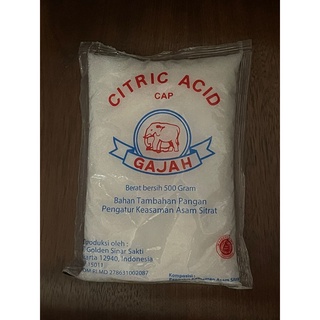 CITRIC ACID
CAP
GAJAH
Berat bersih 500 Gram
Bahan Tambahan Pangan
Pengatur Keasaman Asam Sitrat
Golden Sinar Sakti
12940, Indonesia
Komposisi :